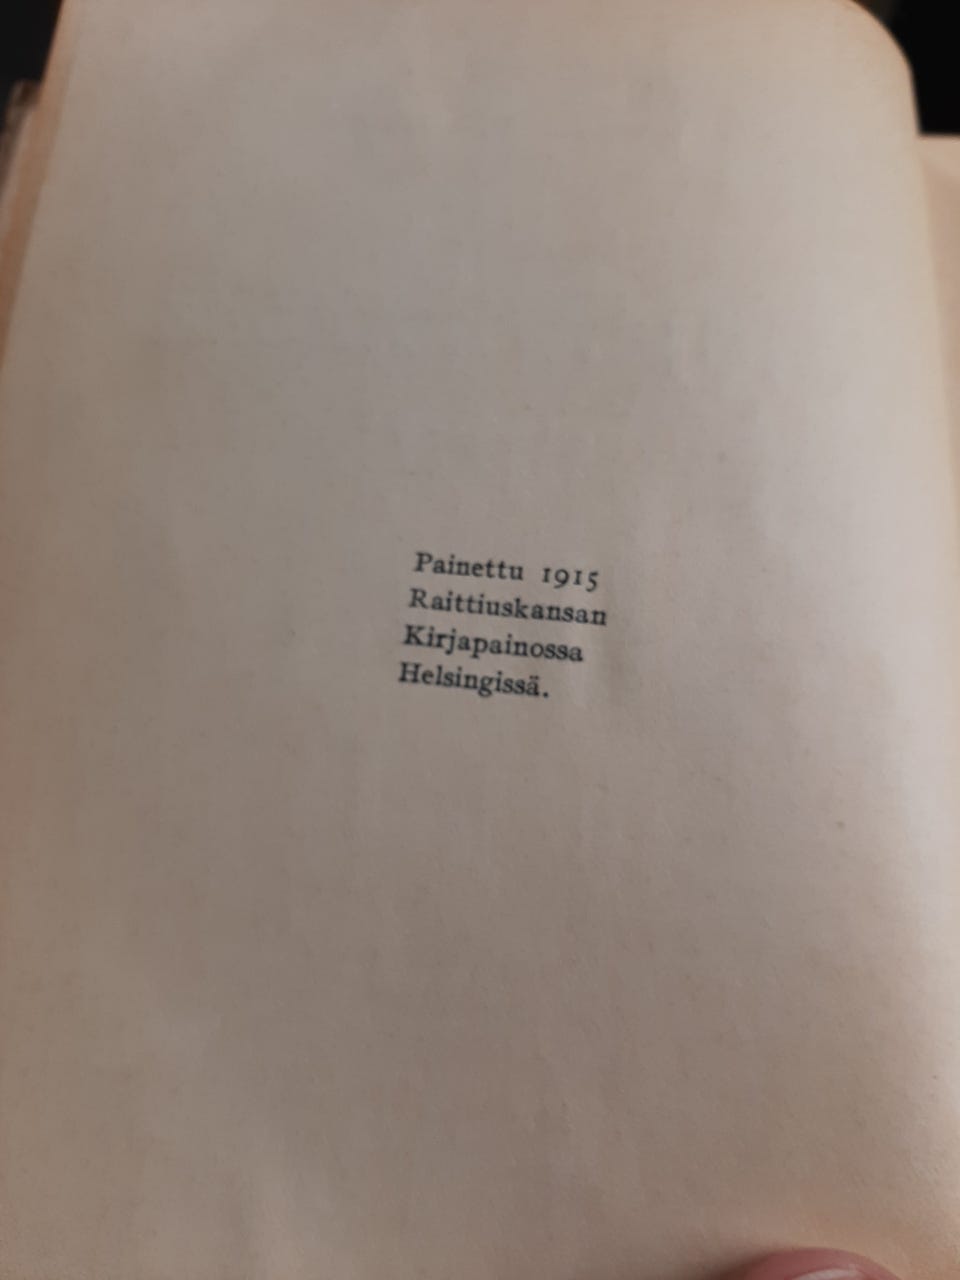 Painettu 1915
Raittiuskansan
Kirjapainossa
Helsingissä.